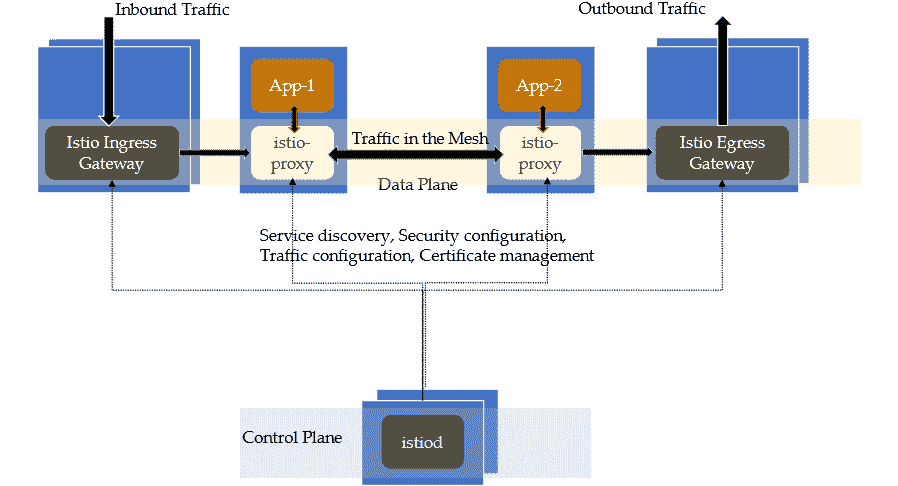 Inbound Traffic
Outbound Traffic
App-1
App-2
Istio Ingress
Gateway
istio-
proxy
Traffic in the Mesh
istio-
proxy
Istio Egress
Gateway
Data Plane
Service discovery, Security configuration,
Traffic configuration, Certificate management
Control Plane
istiod